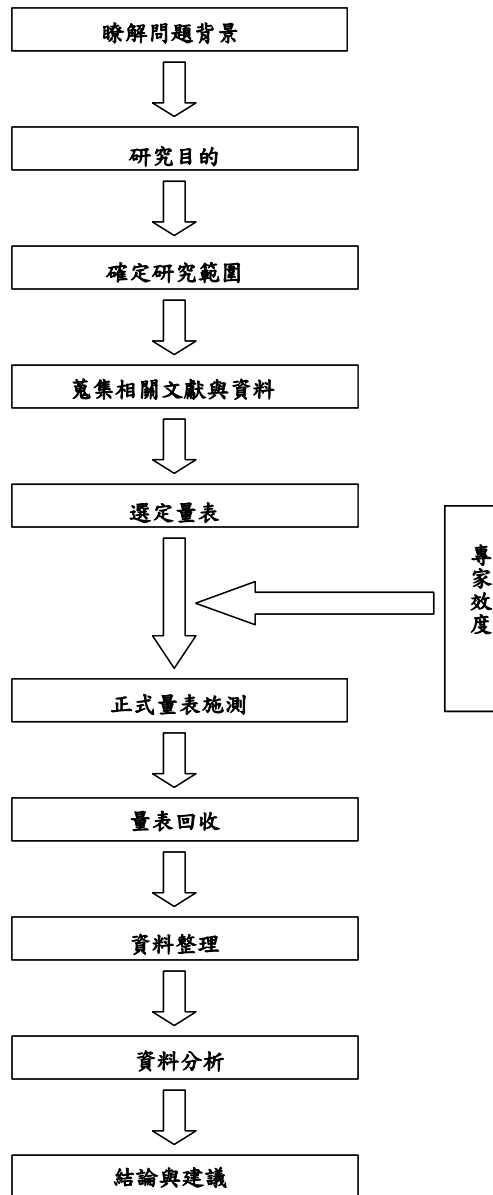 瞭解問題背景
研究目的
確定研究範圍
蒐集相關文獻與資料
選定量表
專家效度
正式量表施測
量表回收
資料整理
資料分析
結論與建議